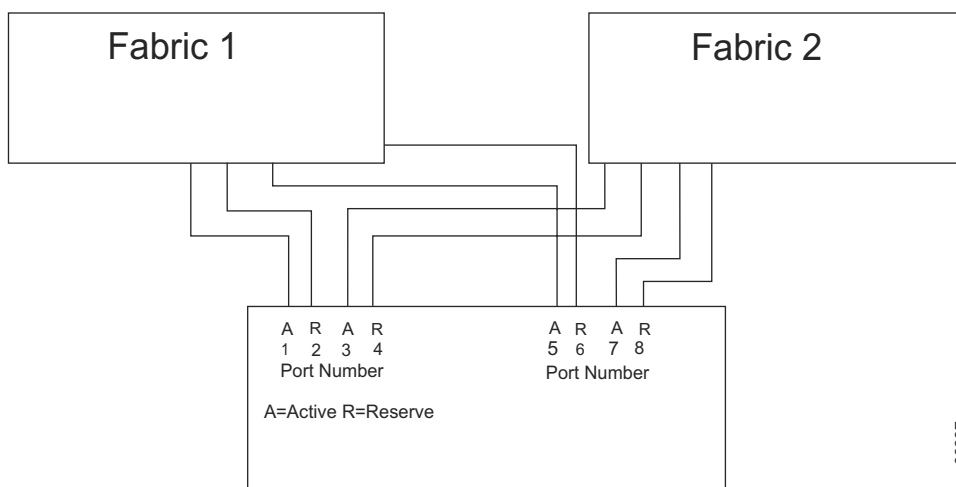 Fabric 1
Fabric 2
A R A R
1 2 3 4
Port Number
A R A R
5 6 7 8
Port Number
A=Active R=Reserve